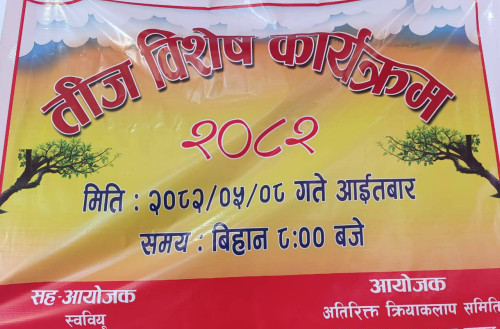 तीज विशेष कार्यक्रम
२०८२
मिति : २०८२/०५/०८ गते आईतबार
समय : बिहान ८:०० बजे
सह-आयोजक
स्ववियू
आयोजक
अतिरिक्त क्रियाकलाप समिति